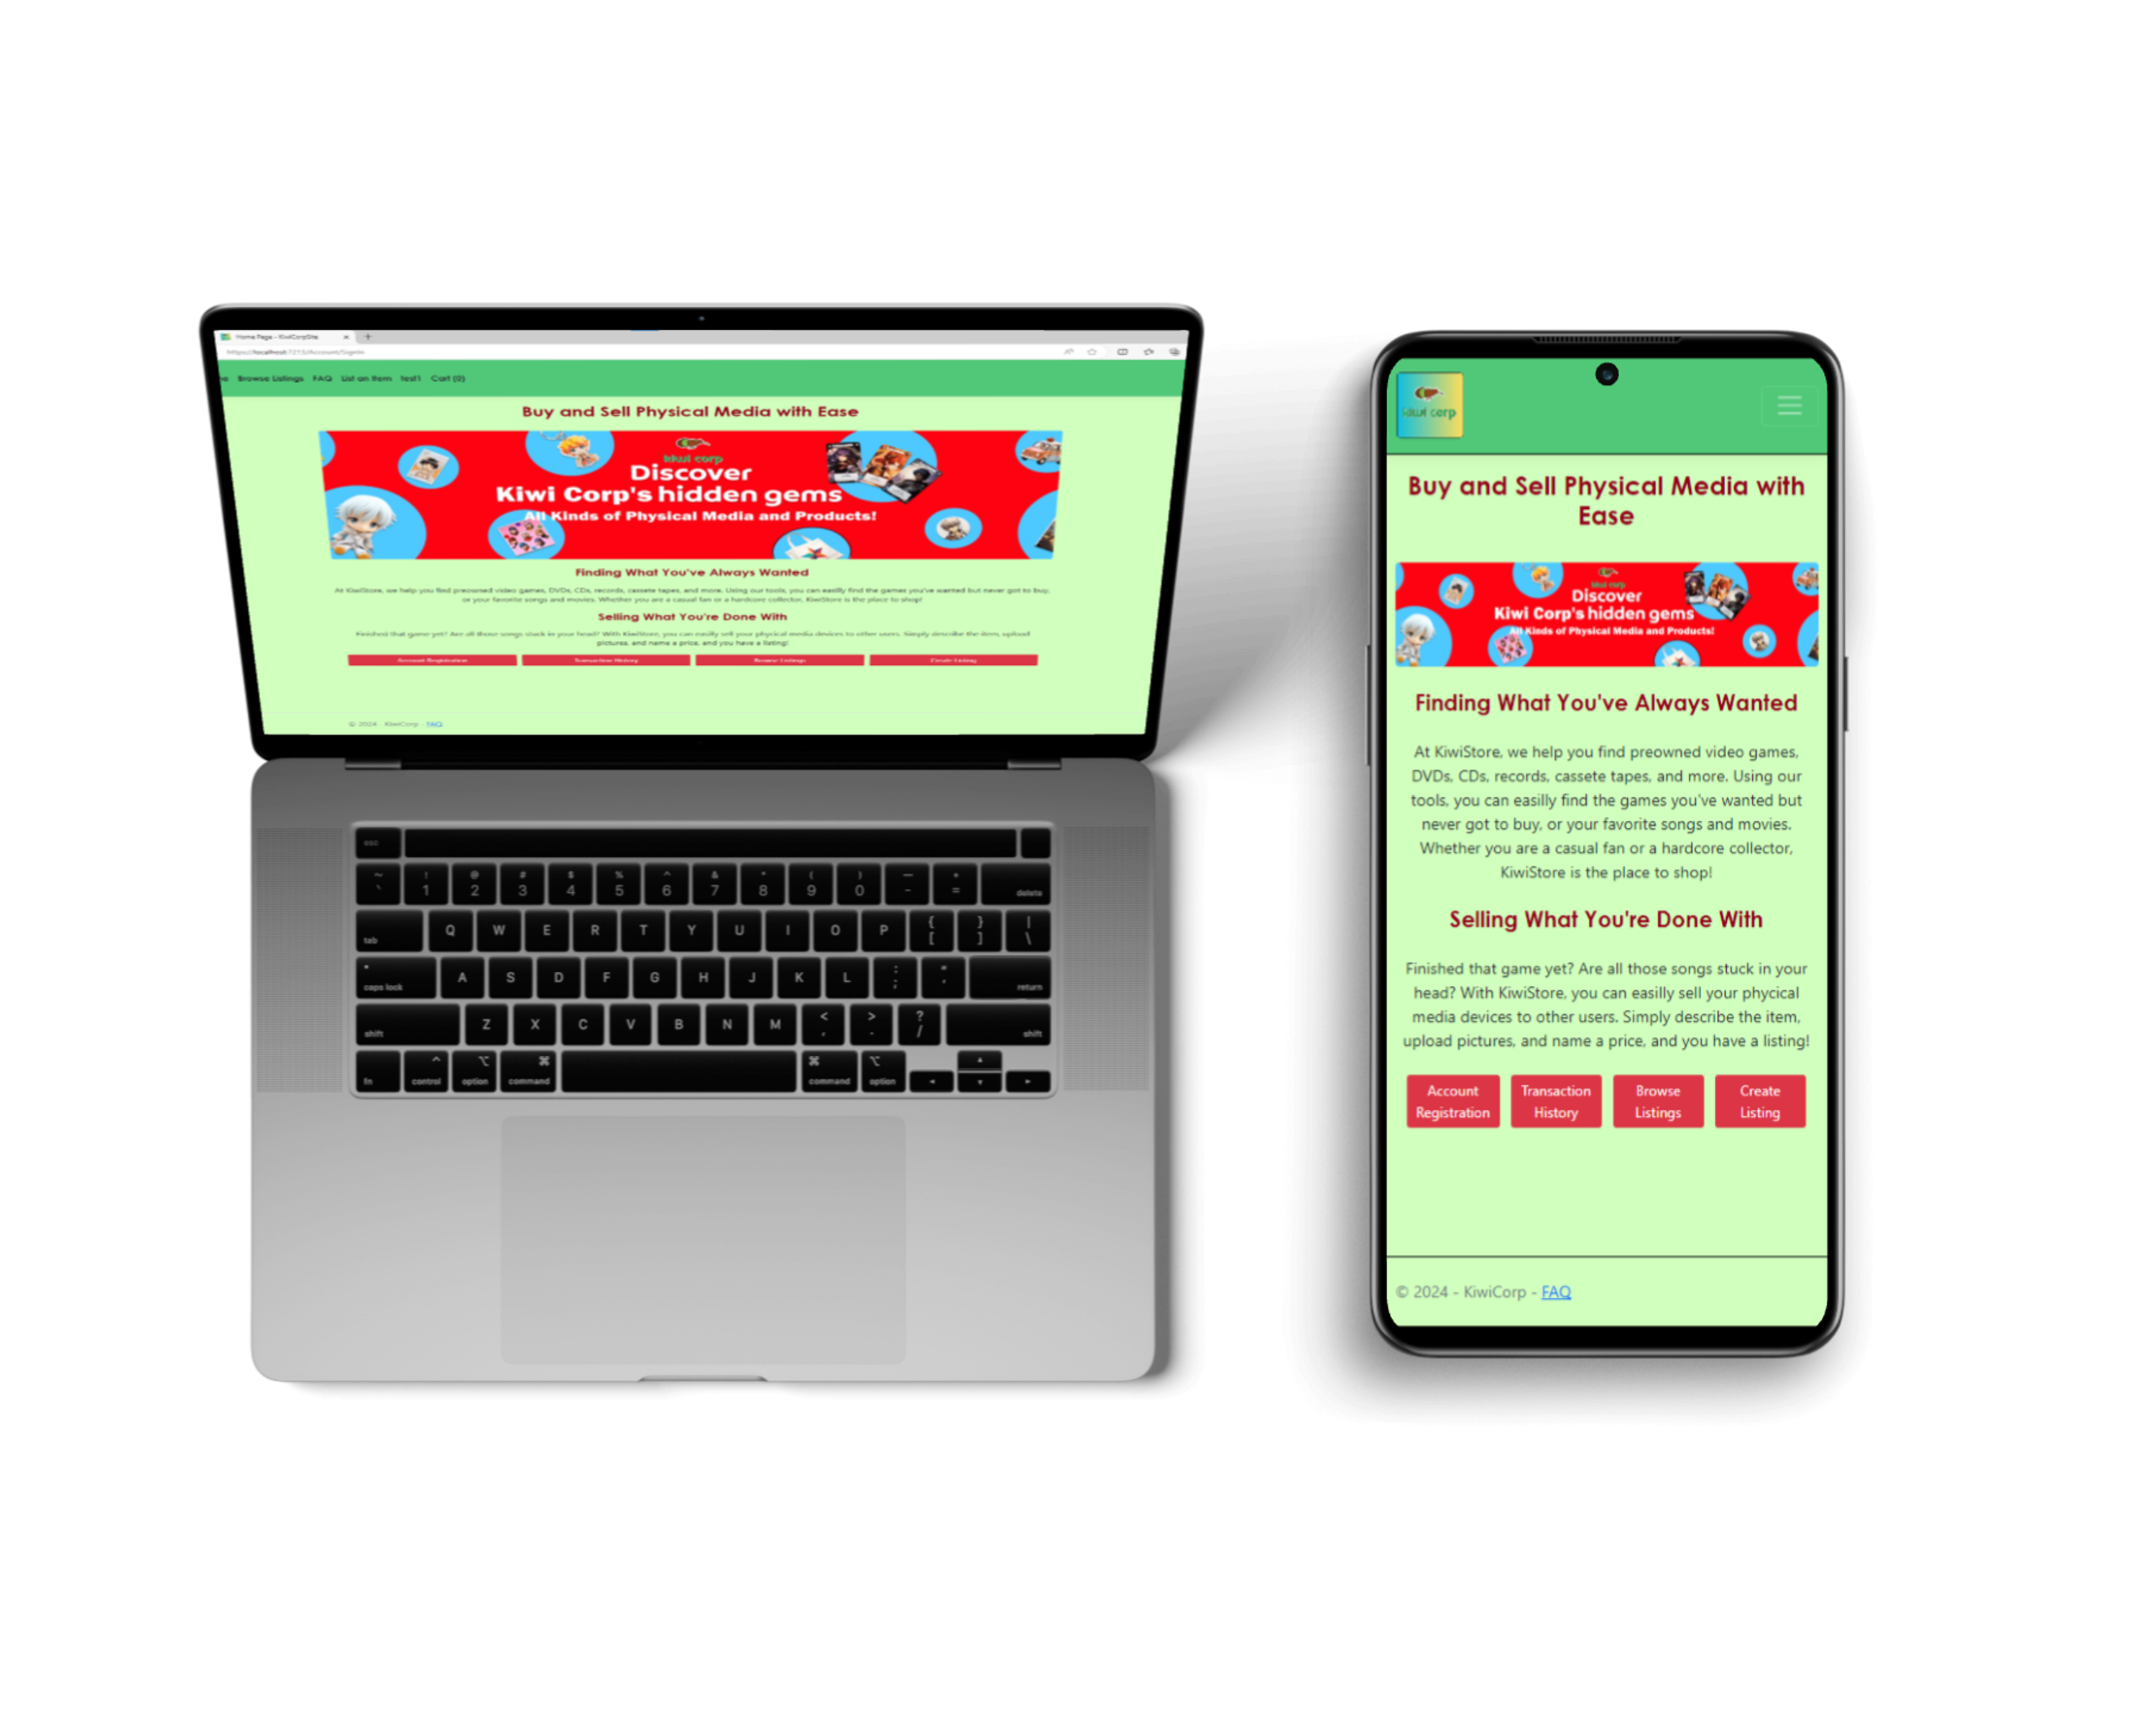 Home Page - KiwiCorpSite
https://localhost:7215/Account/SignIn
Browse Listings FAQ List an Item test1 Cart (0)
Buy and Sell Physical Media with Ease
kiwi corp
Discover
Kiwi Corp's hidden gems
All Kinds of Physical Media and Products!
Finding What You've Always Wanted
At KiwiStore, we help you find preowned video games, DVDs, CDs, records, cassete tapes, and more. Using our tools, you can easilly find the games you've wanted but never got to buy,
or your favorite songs and movies. Whether you are a casual fan or a hardcore collector, KiwiStore is the place to shop!
Selling What You're Done With
Finished that game yet? Are all those songs stuck in your head? With KiwiStore, you can easilly sell your phycical media devices to other users. Simply describe the item, upload
pictures, and name a price, and you have a listing!
Account Registration Transaction History Browse Listings Create Listing
© 2024 - KiwiCorp - FAQ
esc
~ ! @ # $ % ^ & * ( ) — +
` 1 2 3 4 5 6 7 8 9 0 - = delete
tab Q W E R T Y U I O P { [ } ] | \
caps lock A S D F G H J K L : ; " ' return
shift Z X C V B N M < , > . ? / shift
fn control option command command option
kiwi corp
Buy and Sell Physical Media with
Ease
kiwi corp
Discover
Kiwi Corp's hidden gems
All Kinds of Physical Media and Products!
Finding What You've Always Wanted
At KiwiStore, we help you find preowned video games,
DVDs, CDs, records, cassete tapes, and more. Using our
tools, you can easilly find the games you've wanted but
never got to buy, or your favorite songs and movies.
Whether you are a casual fan or a hardcore collector,
KiwiStore is the place to shop!
Selling What You're Done With
Finished that game yet? Are all those songs stuck in your
head? With KiwiStore, you can easilly sell your phycical
media devices to other users. Simply describe the item,
upload pictures, and name a price, and you have a listing!
Account Transaction Browse Create
Registration History Listings Listing
© 2024 - KiwiCorp - FAQ